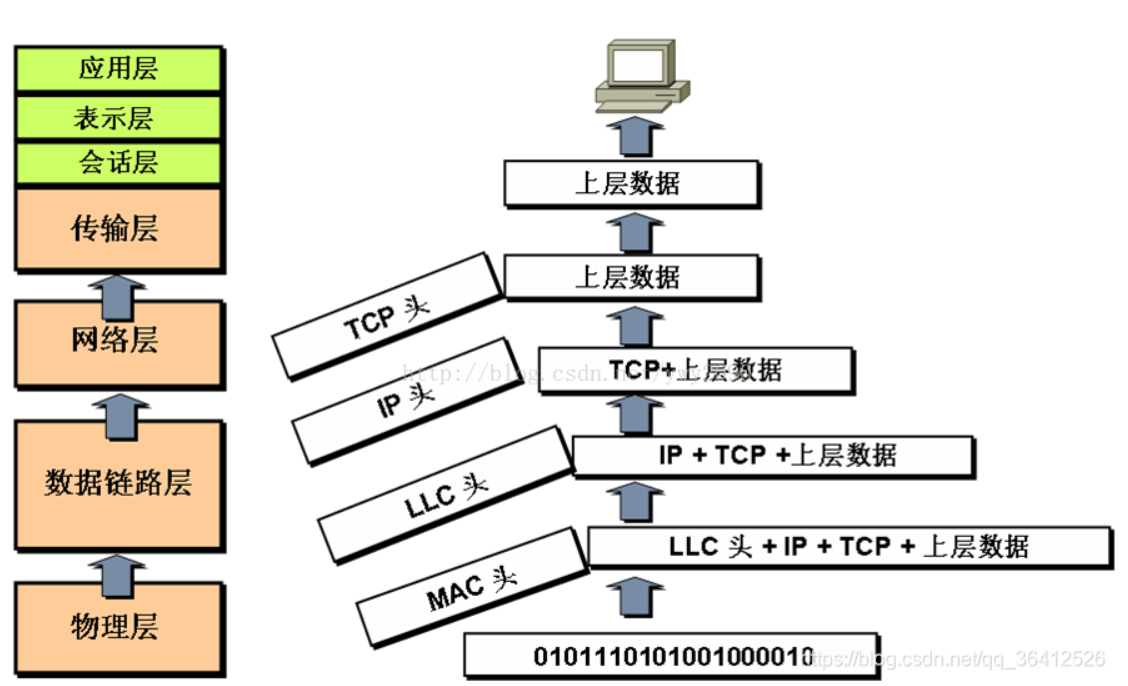 应用层
表示层
会话层
传输层
网络层
数据链路层
物理层
上层数据
上层数据
TCP 头
TCP+上层数据
IP 头
IP + TCP +上层数据
LLC 头
LLC 头 + IP + TCP + 上层数据
MAC 头
0101110101001000010
http://blog.csdn.net/
https://blog.csdn.net/qq_36412526